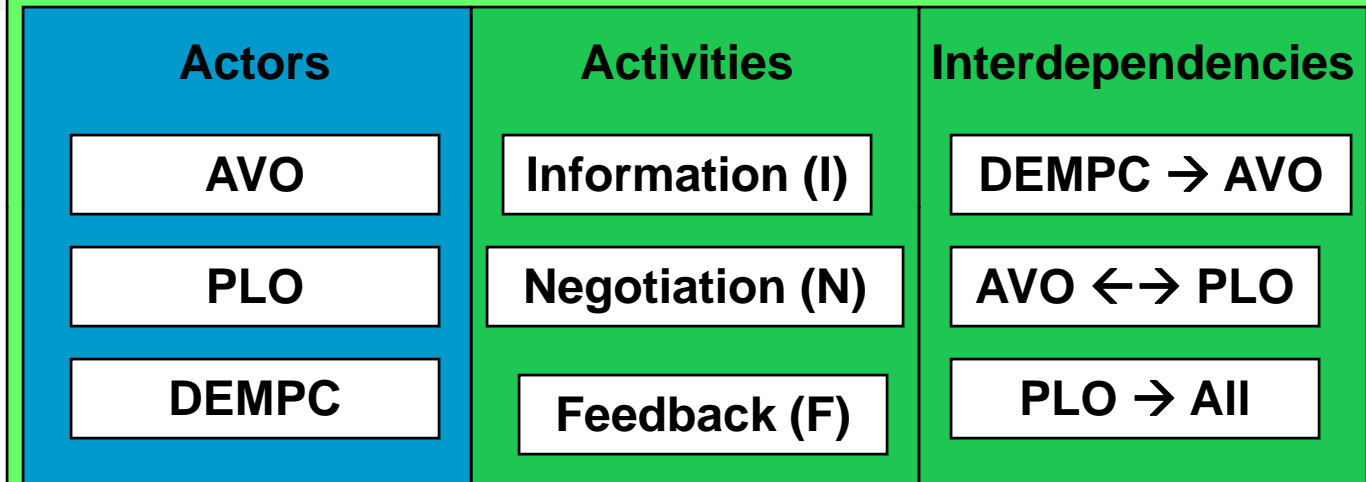 Actors Activities Interdependencies
AVO Information (I) DEMPC → AVO
PLO Negotiation (N) AVO ←→ PLO
DEMPC Feedback (F) PLO → All